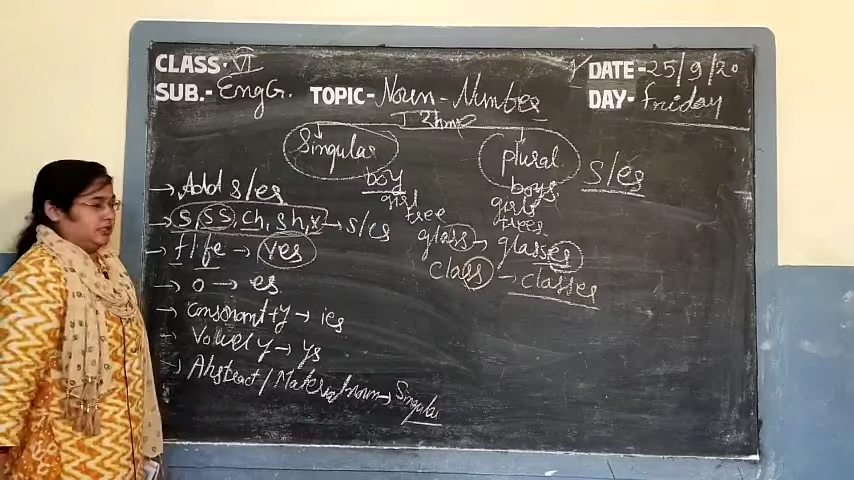 CLASS- VI
SUB.- EngG.
TOPIC- Noun - Number
DATE- 25/9/20
DAY- Friday
Singular
plural
s/es
boy boys
girl girls
tree trees
glass → glasses
class → classes
→ Add s/es
→ s, ss, ch, sh, x → s/es
→ f/fe → ves
→ o → es
→ consonant+y → ies
→ Vowel y → ys
→ Abstract/Material noun → Singular